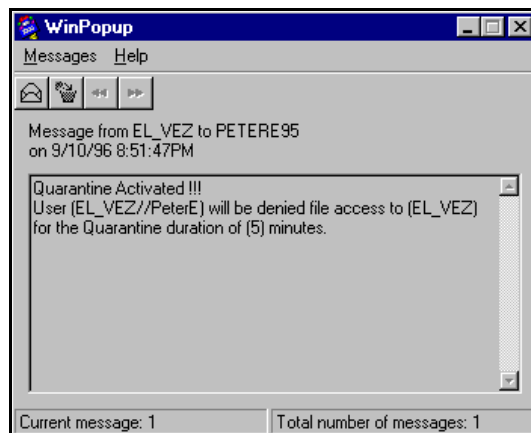 WinPopup
Messages Help
Message from EL_VEZ to PETERE95
on 9/10/96 8:51:47PM
Quarantine Activated !!!
User (EL_VEZ//PeterE) will be denied file access to (EL_VEZ)
for the Quarantine duration of (5) minutes.
Current message: 1 Total number of messages: 1